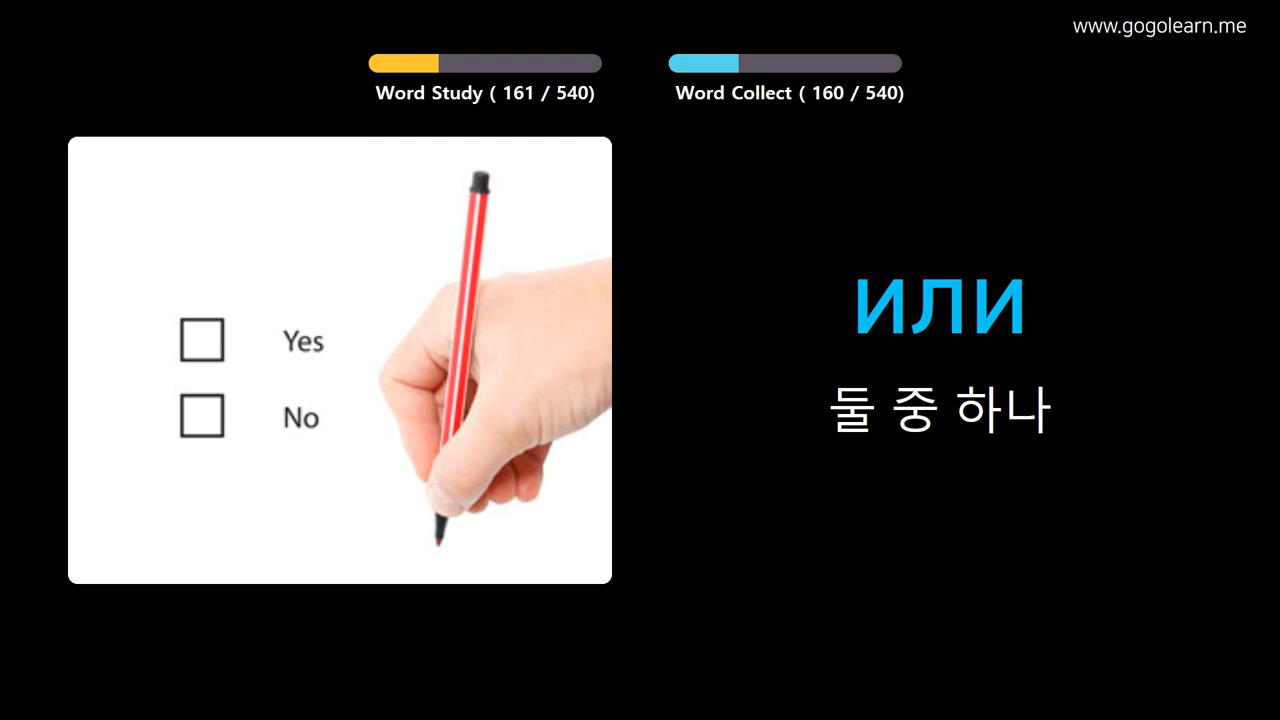 www.gogolearn.me
Word Study ( 161 / 540)
Word Collect ( 160 / 540)
Yes
No
или
둘 중 하나